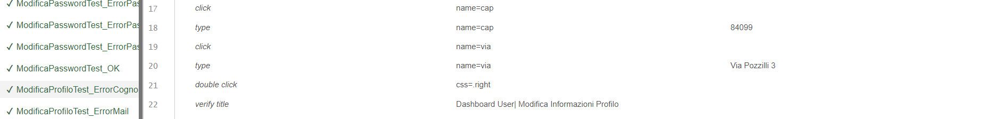 ✓ ModificaPasswordTest_ErrorPas
✓ ModificaPasswordTest_ErrorPas
✓ ModificaPasswordTest_ErrorPas
✓ ModificaPasswordTest_OK
✓ ModificaProfiloTest_ErrorCogno
✓ ModificaProfiloTest_ErrorMail
17 click name=cap
18 type name=cap 84099
19 click name=via
20 type name=via Via Pozzilli 3
21 double click css=.right
22 verify title Dashboard User| Modifica Informazioni Profilo